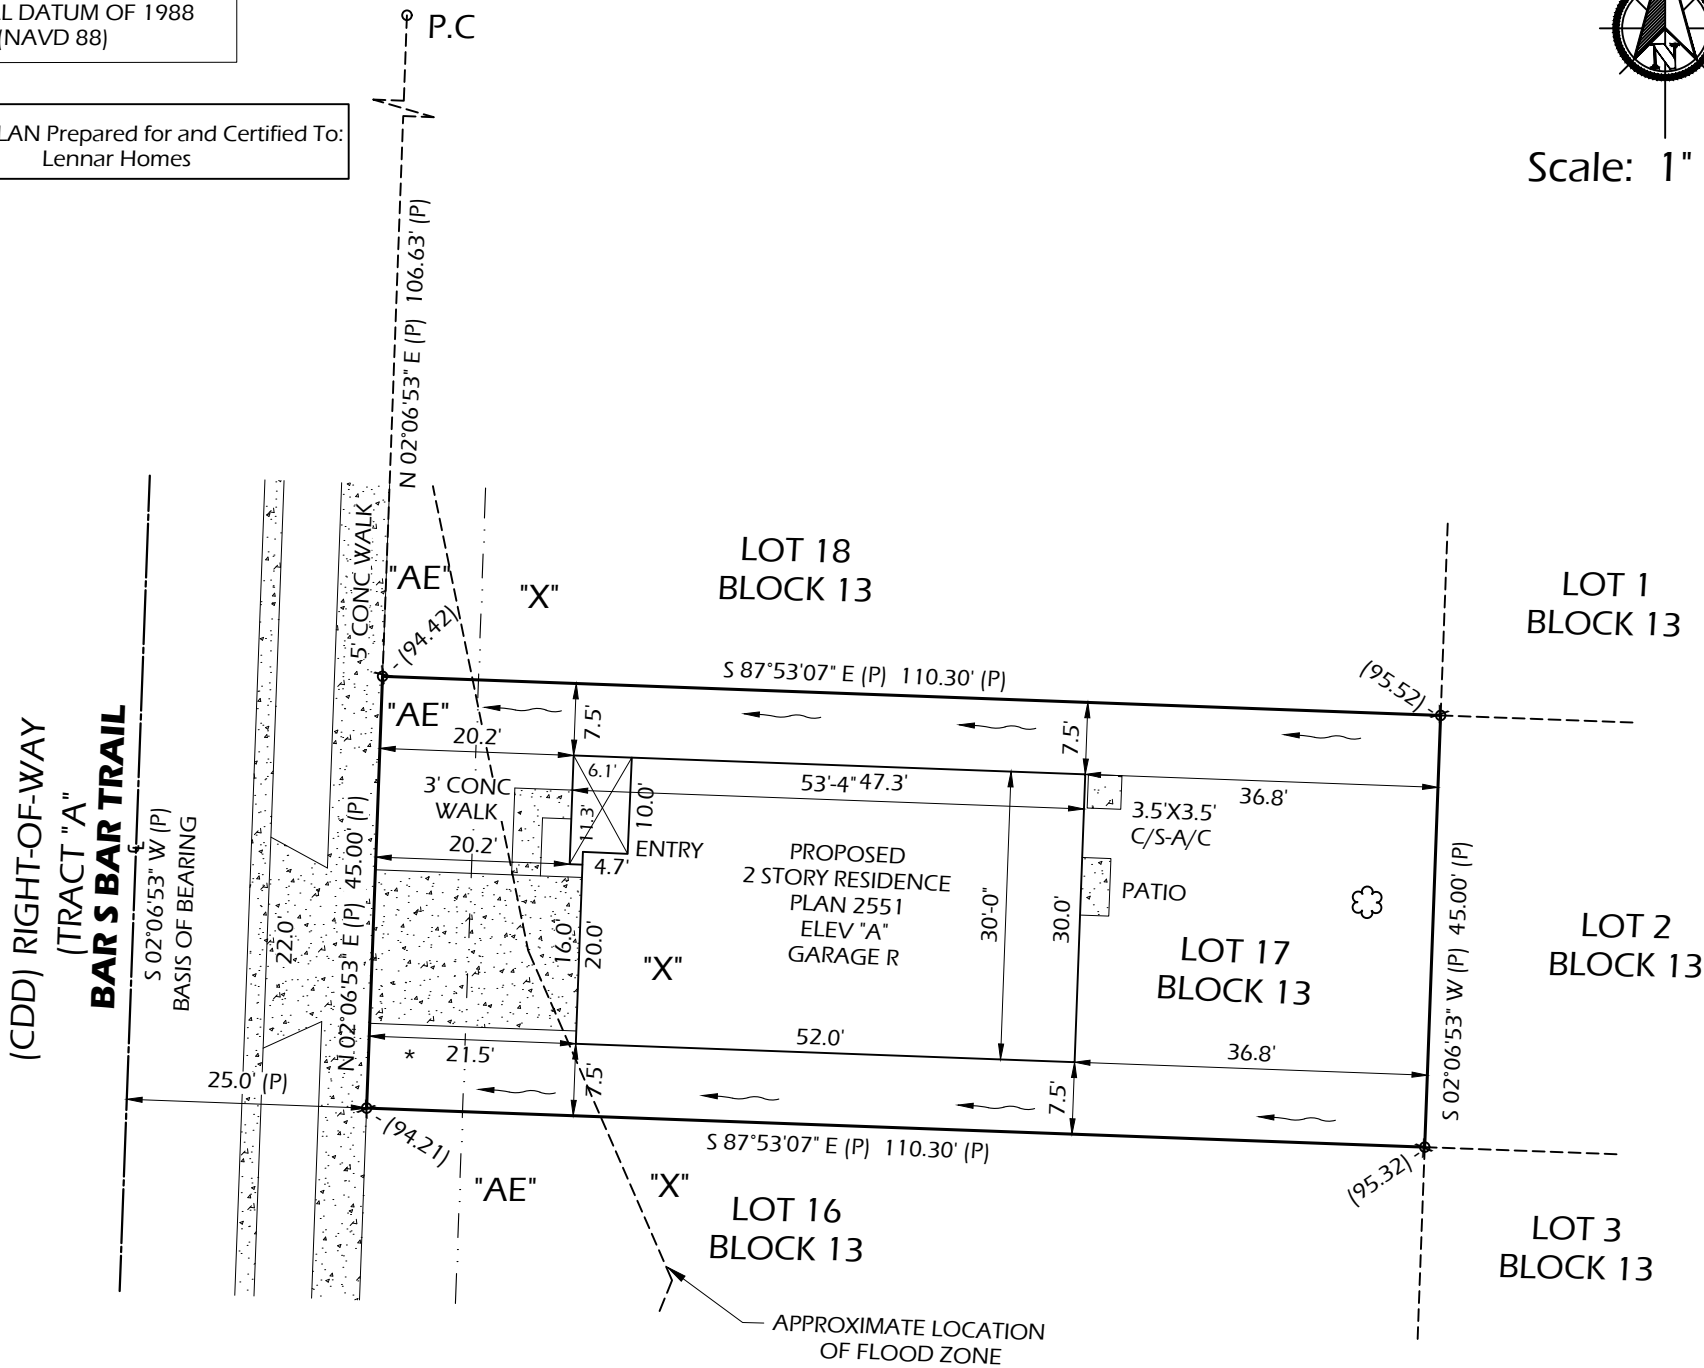 L DATUM OF 1988
(NAVD 88)
P.C
N
LAN Prepared for and Certified To:
Lennar Homes
Scale: 1"
N 02°06'53" E (P) 106.63' (P)
5' CONC WALK
"AE"
(94.42)
"X"
LOT 18
BLOCK 13
LOT 1
BLOCK 13
S 87°53'07" E (P) 110.30' (P)
(95.52)
"AE"
20.2'
7.5'
7.5'
6.1'
3' CONC
WALK
11.3'
10.0'
53'-4"
47.3'
36.8'
3.5'X3.5'
C/S-A/C
20.2'
4.7'
ENTRY
PROPOSED
2 STORY RESIDENCE
PLAN 2551
ELEV "A"
GARAGE R
30'-0"
30.0'
PATIO
LOT 17
BLOCK 13
16.0'
20.0'
"X"
52.0'
36.8'
* 21.5'
7.5'
7.5'
N 02°06'53" E (P) 45.00' (P)
S 02°06'53" W (P) 45.00' (P)
LOT 2
BLOCK 13
(CDD) RIGHT-OF-WAY
(TRACT "A"
BAR S BAR TRAIL
S 02°06'53" W (P)
BASIS OF BEARING
22.0'
25.0' (P)
(94.21)
S 87°53'07" E (P) 110.30' (P)
(95.32)
"AE"
"X"
LOT 16
BLOCK 13
LOT 3
BLOCK 13
APPROXIMATE LOCATION
OF FLOOD ZONE